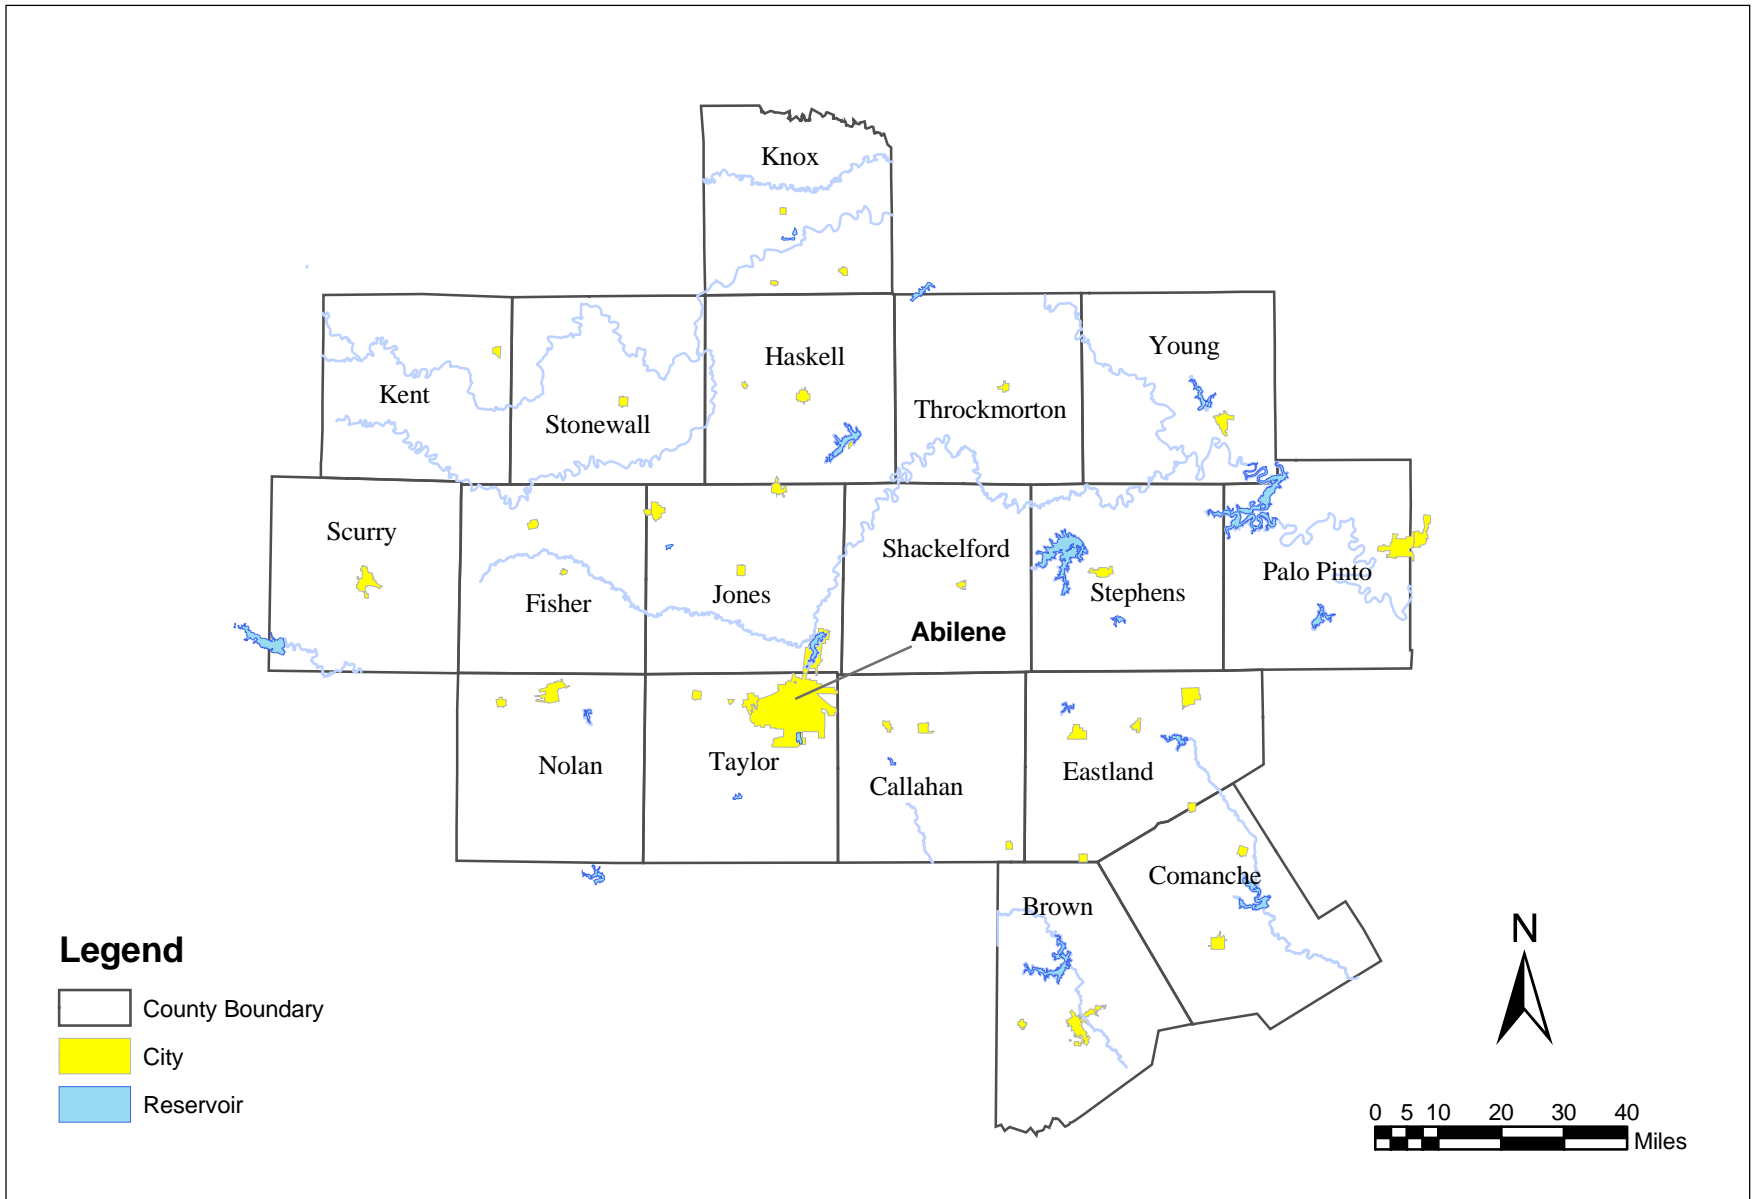 Knox
Haskell
Young
Kent
Stonewall
Throckmorton
Scurry
Shackelford
Fisher
Jones
Stephens
Palo Pinto
Abilene
Nolan
Taylor
Callahan
Eastland
Comanche
Brown
Legend
County Boundary
City
Reservoir
N
0 5 10 20 30 40
Miles